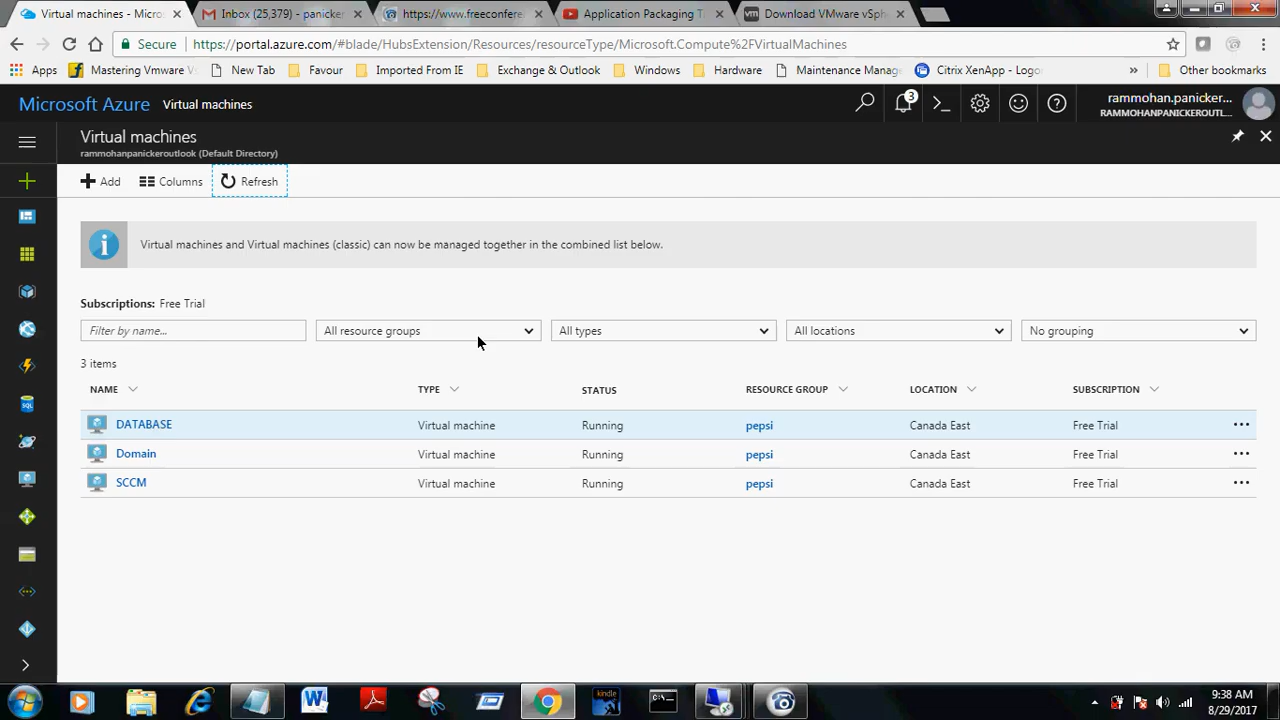 Virtual machines - Micro
Inbox (25,379) - panicker
https://www.freeconfere
Application Packaging T
Download VMware vSph
Secure
https://portal.azure.com/#blade/HubsExtension/Resources/resourceType/Microsoft.Compute%2FVirtualMachines
Apps
Mastering Vmware V
New Tab
Favour
Imported From IE
Exchange & Outlook
Windows
Hardware
Maintenance Manag
Citrix XenApp - Logo
»
Other bookmarks
Microsoft Azure
Virtual machines
3
rammohan.panicker...
RAMMOHANPANICKEROUTL...
Virtual machines
rammohanpanickeroutlook (Default Directory)
Add
Columns
Refresh
Virtual machines and Virtual machines (classic) can now be managed together in the combined list below.
Subscriptions: Free Trial
Filter by name...
All resource groups
All types
All locations
No grouping
3 items
NAME TYPE STATUS RESOURCE GROUP LOCATION SUBSCRIPTION
DATABASE Virtual machine Running pepsi Canada East Free Trial ...
Domain Virtual machine Running pepsi Canada East Free Trial ...
SCCM Virtual machine Running pepsi Canada East Free Trial ...
SQL
kindle
9:38 AM
8/29/2017